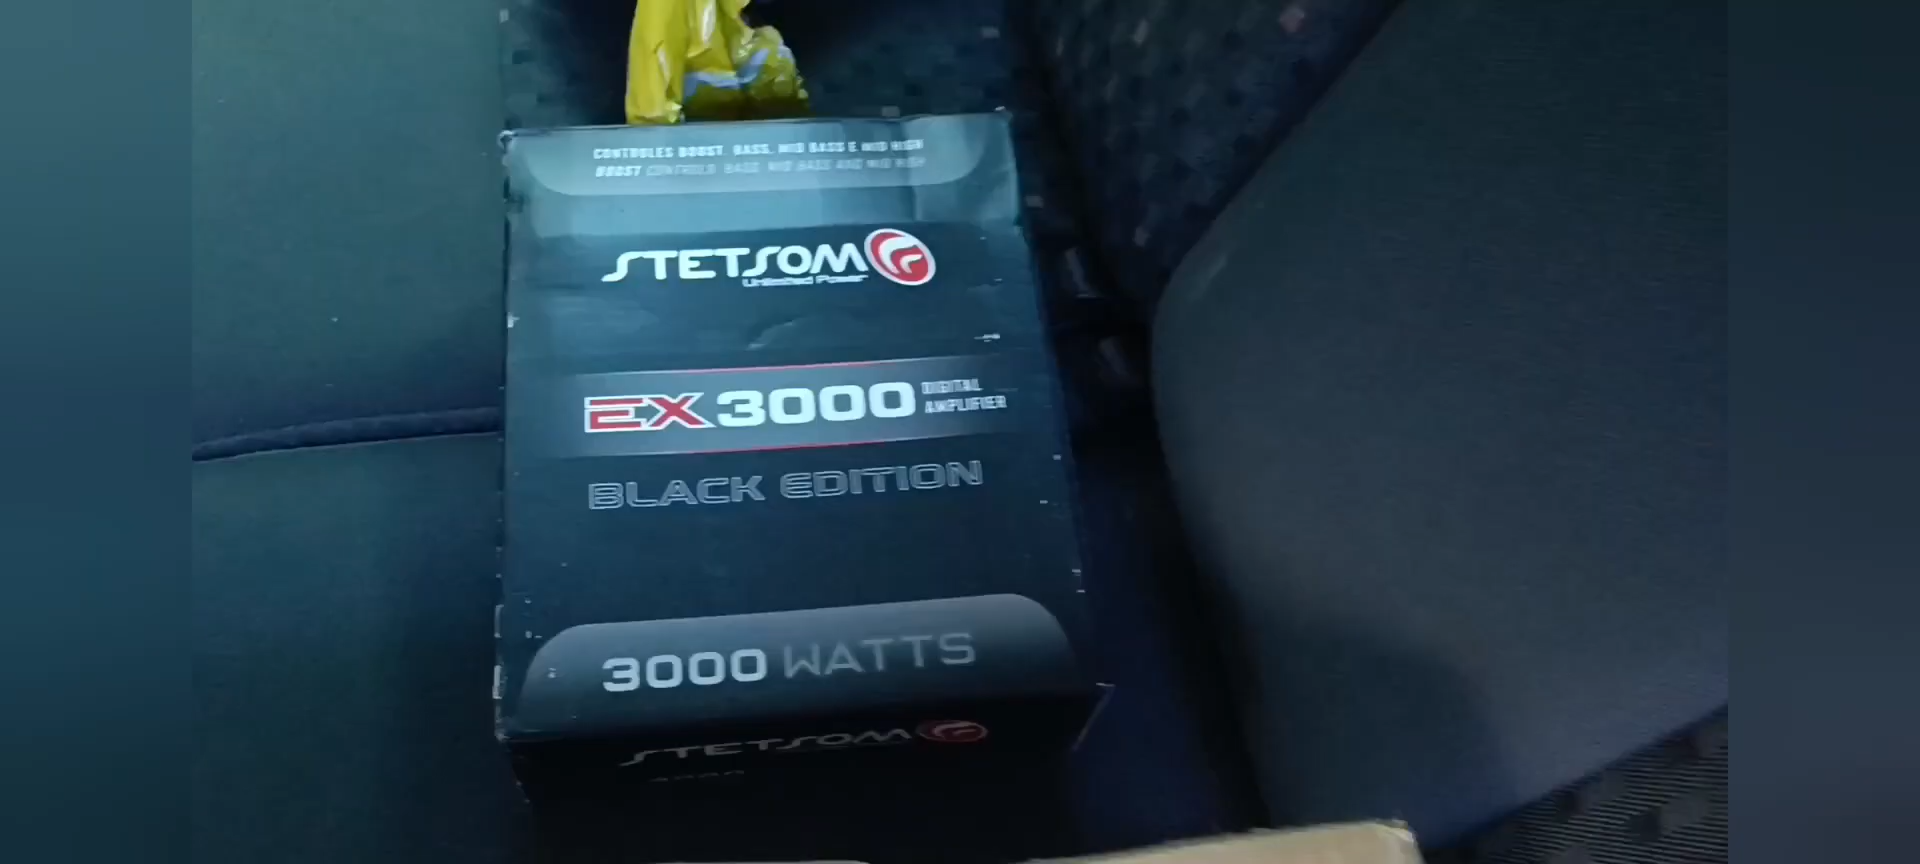 CONTROLES BOOST, BASS, MID BASS E MID HIGH
BOOST CONTROLS BASS MID BASS AND MID HIGH
STETSOM
Unlimited Power
EX3000 DIGITAL AMPLIFIER
BLACK EDITION
3000 WATTS
STETSOM